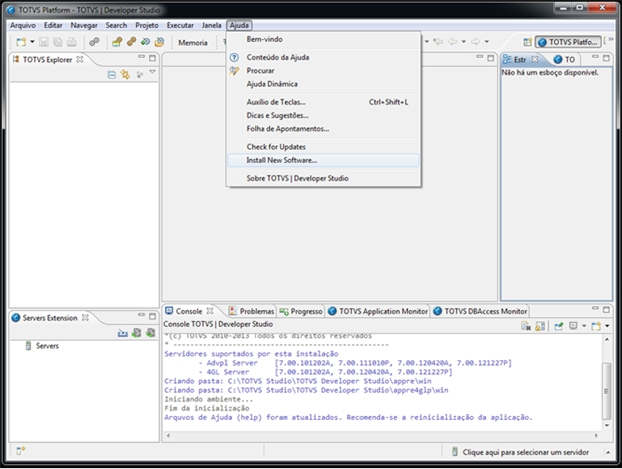 TOTVS Platform - TOTVS | Developer Studio
Arquivo Editar Navegar Search Projeto Executar Janela Ajuda
Memoria
TOTVS Platfo...
Bem-vindo
Conteúdo da Ajuda
Procurar
Ajuda Dinâmica
Auxílio de Teclas... Ctrl+Shift+L
Dicas e Sugestões...
Folha de Apontamentos...
Check for Updates
Install New Software...
Sobre TOTVS | Developer Studio
TOTVS Explorer
Estr TO
Não há um esboço disponível.
Servers Extension
Servers
Console Problemas Progresso TOTVS Application Monitor TOTVS DBAccess Monitor
Console TOTVS | Developer Studio
*(c) TOTVS 2010-2013 Todos os direitos reservados
* ------------------------------------------------
Servidores suportados por esta instalação
- Advpl Server [7.00.101202A, 7.00.111010P, 7.00.120420A, 7.00.121227P]
- 4GL Server [7.00.101202A, 7.00.120420A, 7.00.121227P]
Criando pasta: C:\TOTVS Studio\TOTVS Developer Studio\appre\win
Criando pasta: C:\TOTVS Studio\TOTVS Developer Studio\appre4glp\win
Iniciando ambiente...
Fim da inicialização
Arquvos de Ajuda (help) foram atualizados. Recomenda-se a reinicialização da aplicação.
Clique aqui para selecionar um servidor